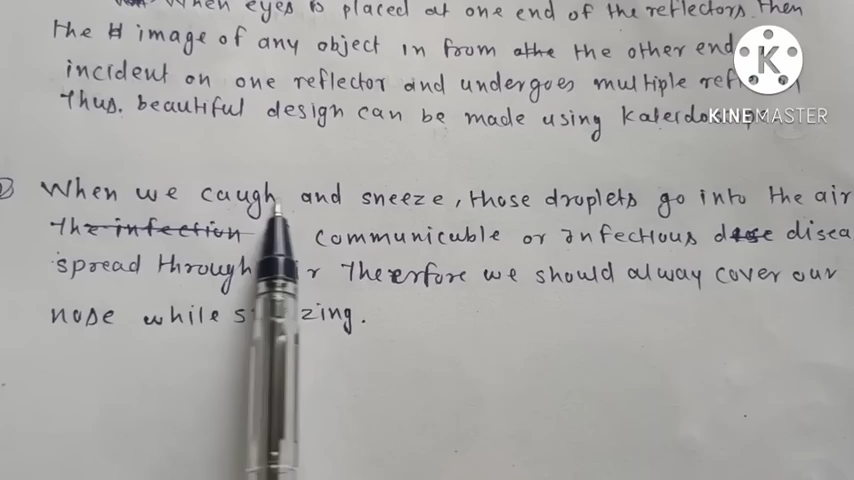 When eyes is placed at one end of the reflectors. then
the image of any object in from the the other end
incident on one reflector and undergoes multiple
Thus. beautiful design can be made using
K
KINEMASTER
When we caugh and sneeze, those droplets go into the air
The infection communicable or infectious disea
spread through the​rfore we should alway cover our
nose while